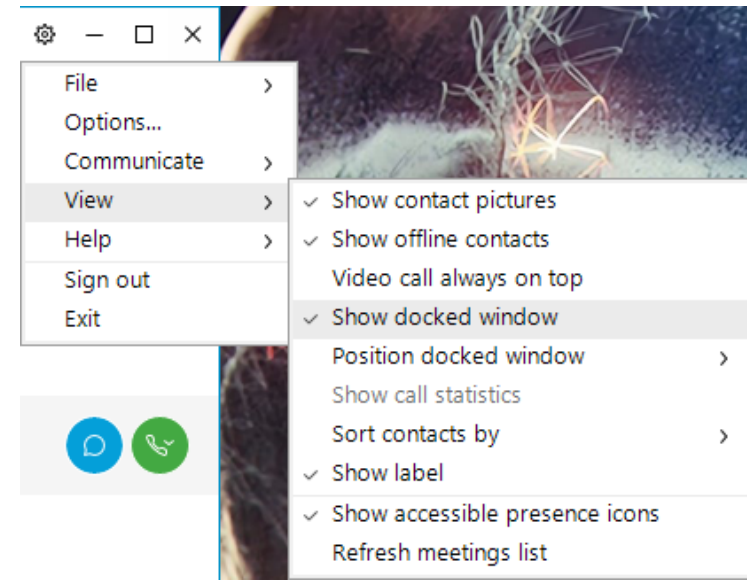 File
Options...
Communicate
View
Help
Sign out
Exit
Show contact pictures
Show offline contacts
Video call always on top
Show docked window
Position docked window
Show call statistics
Sort contacts by
Show label
Show accessible presence icons
Refresh meetings list